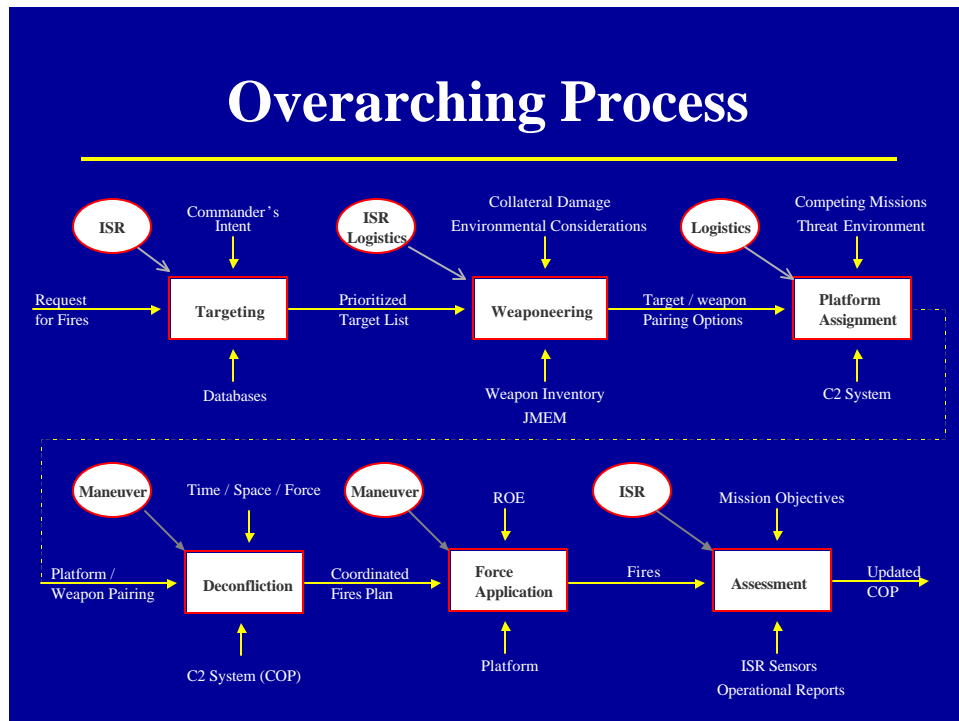 Overarching Process
ISR
Commander's
Intent
ISR
Logistics
Collateral Damage
Environmental Considerations
Logistics
Competing Missions
Threat Environment
Request
for Fires
Targeting
Prioritized
Target List
Weaponeering
Target / weapon
Pairing Options
Platform
Assignment
Databases
Weapon Inventory
JMEM
C2 System
Maneuver
Time / Space / Force
Maneuver
ROE
ISR
Mission Objectives
Platform /
Weapon Pairing
Deconfliction
Coordinated
Fires Plan
Force
Application
Fires
Assessment
Updated
COP
C2 System (COP)
Platform
ISR Sensors
Operational Reports